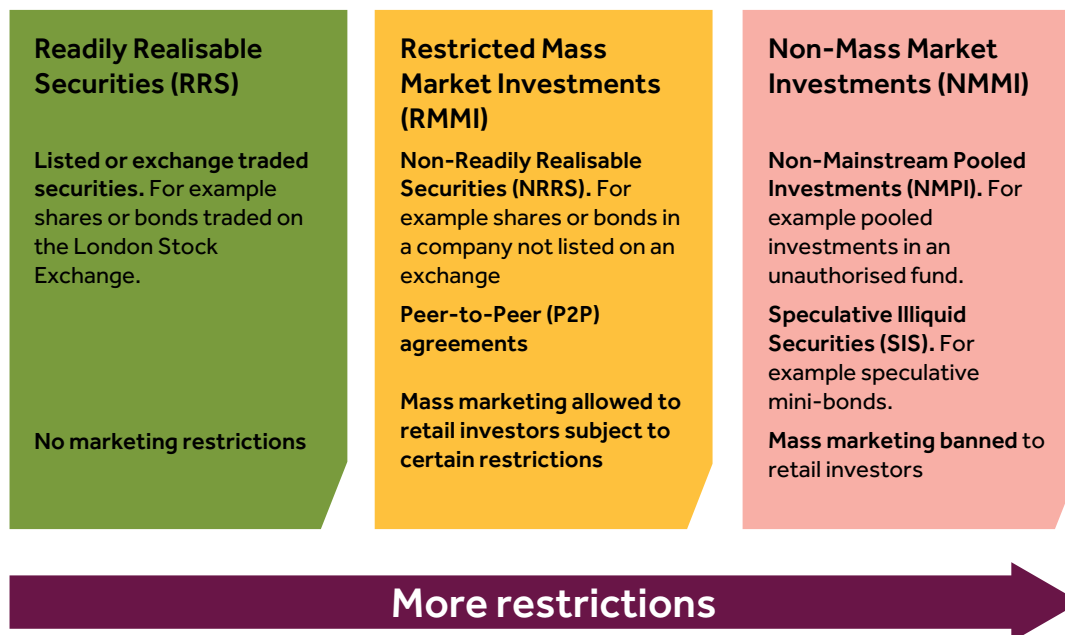 Readily Realisable
Securities (RRS)
Listed or exchange traded
securities. For example
shares or bonds traded on
the London Stock
Exchange.
No marketing restrictions
Restricted Mass
Market Investments
(RMMI)
Non-Readily Realisable
Securities (NRRS). For
example shares or bonds in
a company not listed on an
exchange
Peer-to-Peer (P2P)
agreements
Mass marketing allowed to
retail investors subject to
certain restrictions
Non-Mass Market
Investments (NMMI)
Non-Mainstream Pooled
Investments (NMPI). For
example pooled
investments in an
unauthorised fund.
Speculative Illiquid
Securities (SIS). For
example speculative
mini-bonds.
Mass marketing banned to
retail investors
More restrictions